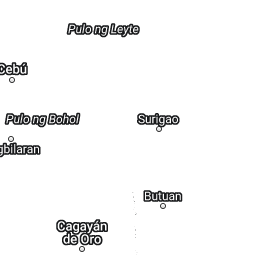 Pulo ng Leyte
Cebú
Pulo ng Bohol
Surigao
gbilaran
Butuan
Cagayán
de Oro